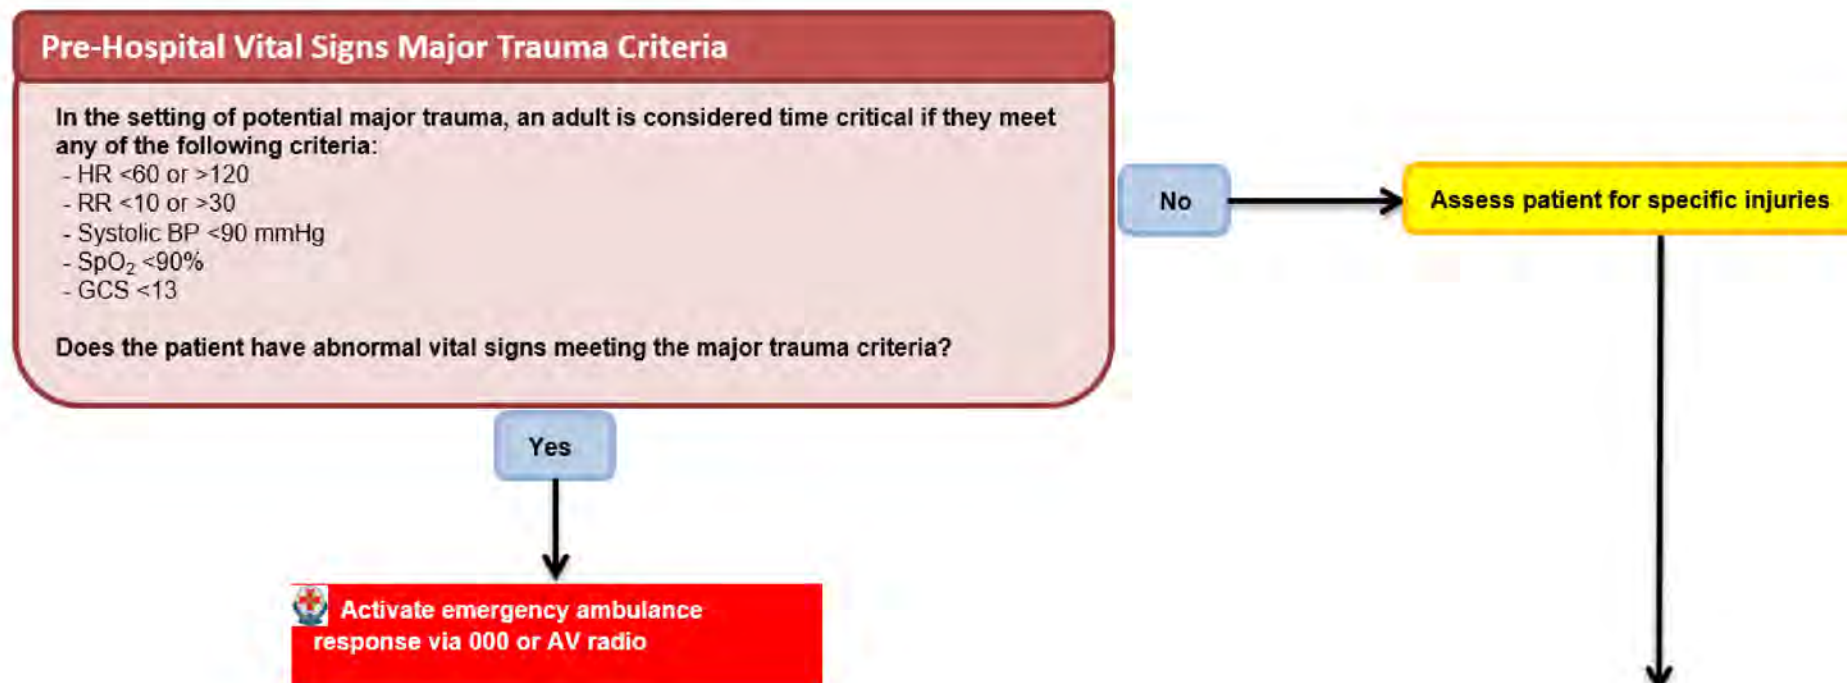 Pre-Hospital Vital Signs Major Trauma Criteria
In the setting of potential major trauma, an adult is considered time critical if they meet
any of the following criteria:
- HR <60 or >120
- RR <10 or >30
- Systolic BP <90 mmHg
- SpO₂ <90%
- GCS <13
Does the patient have abnormal vital signs meeting the major trauma criteria?
No
Assess patient for specific injuries
Yes
Activate emergency ambulance
response via 000 or AV radio